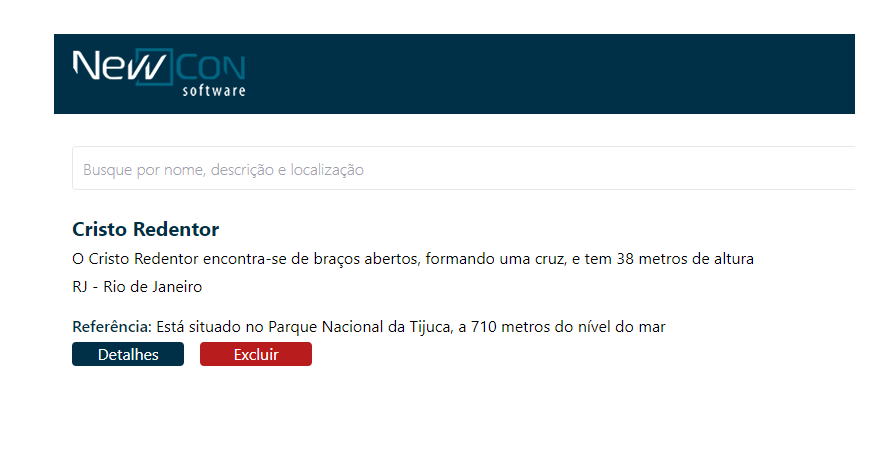 NewCon
software
Busque por nome, descrição e localização
Cristo Redentor
O Cristo Redentor encontra-se de braços abertos, formando uma cruz, e tem 38 metros de altura
RJ - Rio de Janeiro
Referência: Está situado no Parque Nacional da Tijuca, a 710 metros do nível do mar
Detalhes Excluir